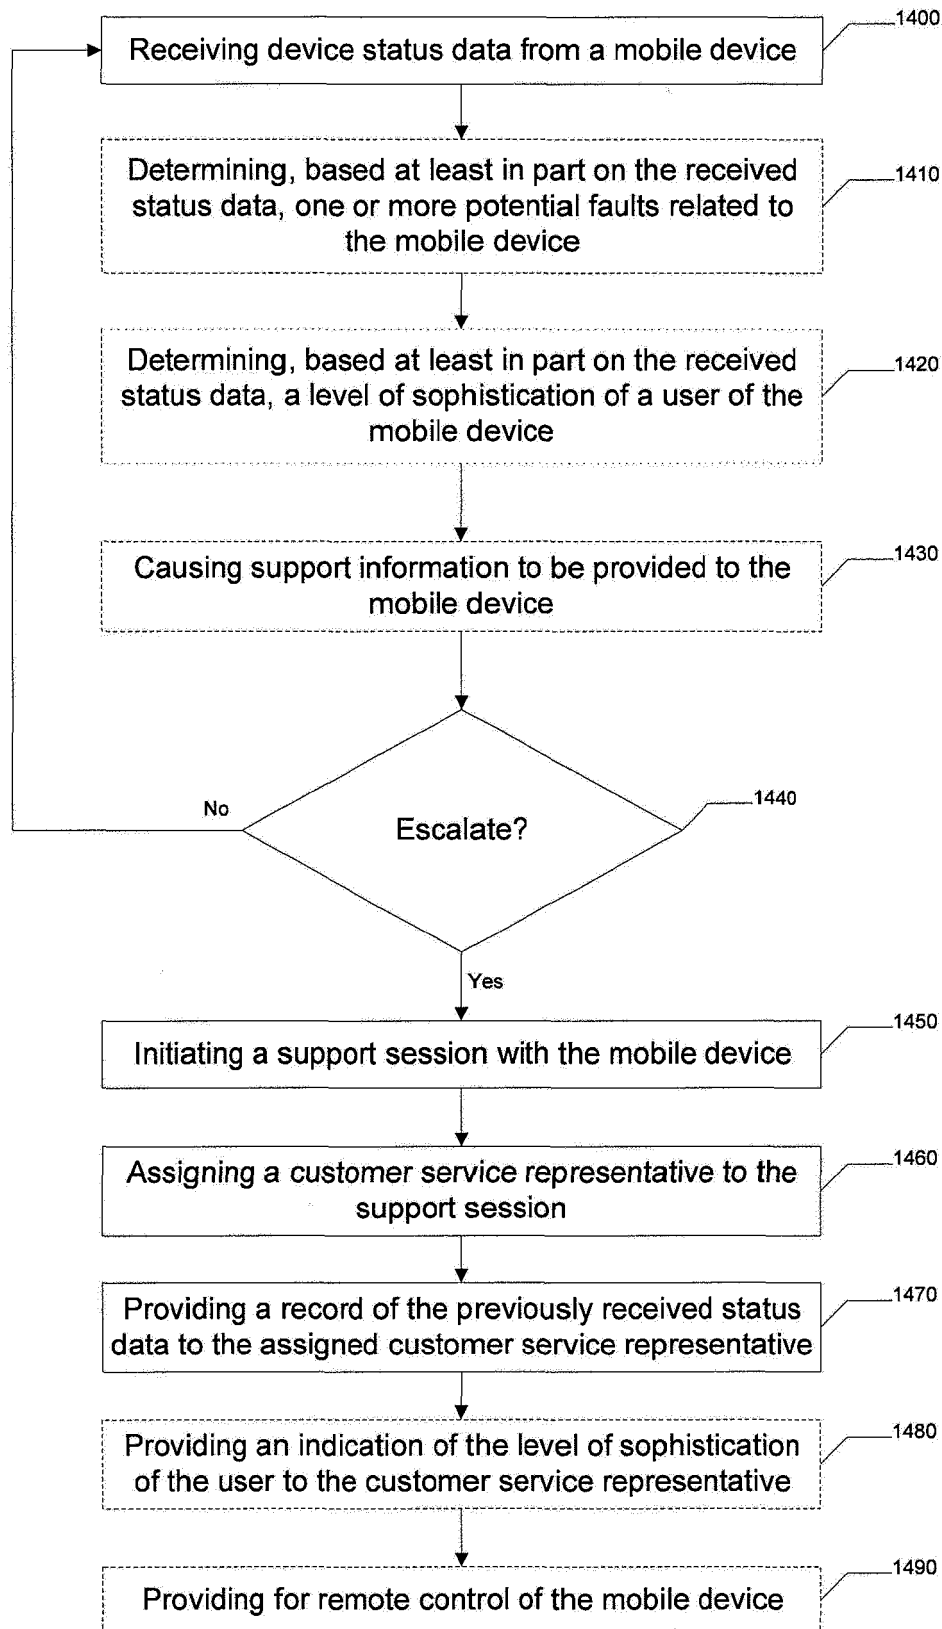 1400
Receiving device status data from a mobile device
1410
Determining, based at least in part on the received
status data, one or more potential faults related to
the mobile device
1420
Determining, based at least in part on the received
status data, a level of sophistication of a user of the
mobile device
1430
Causing support information to be provided to the
mobile device
No
1440
Escalate?
Yes
1450
Initiating a support session with the mobile device
1460
Assigning a customer service representative to the
support session
1470
Providing a record of the previously received status
data to the assigned customer service representative
1480
Providing an indication of the level of sophistication
of the user to the customer service representative
1490
Providing for remote control of the mobile device